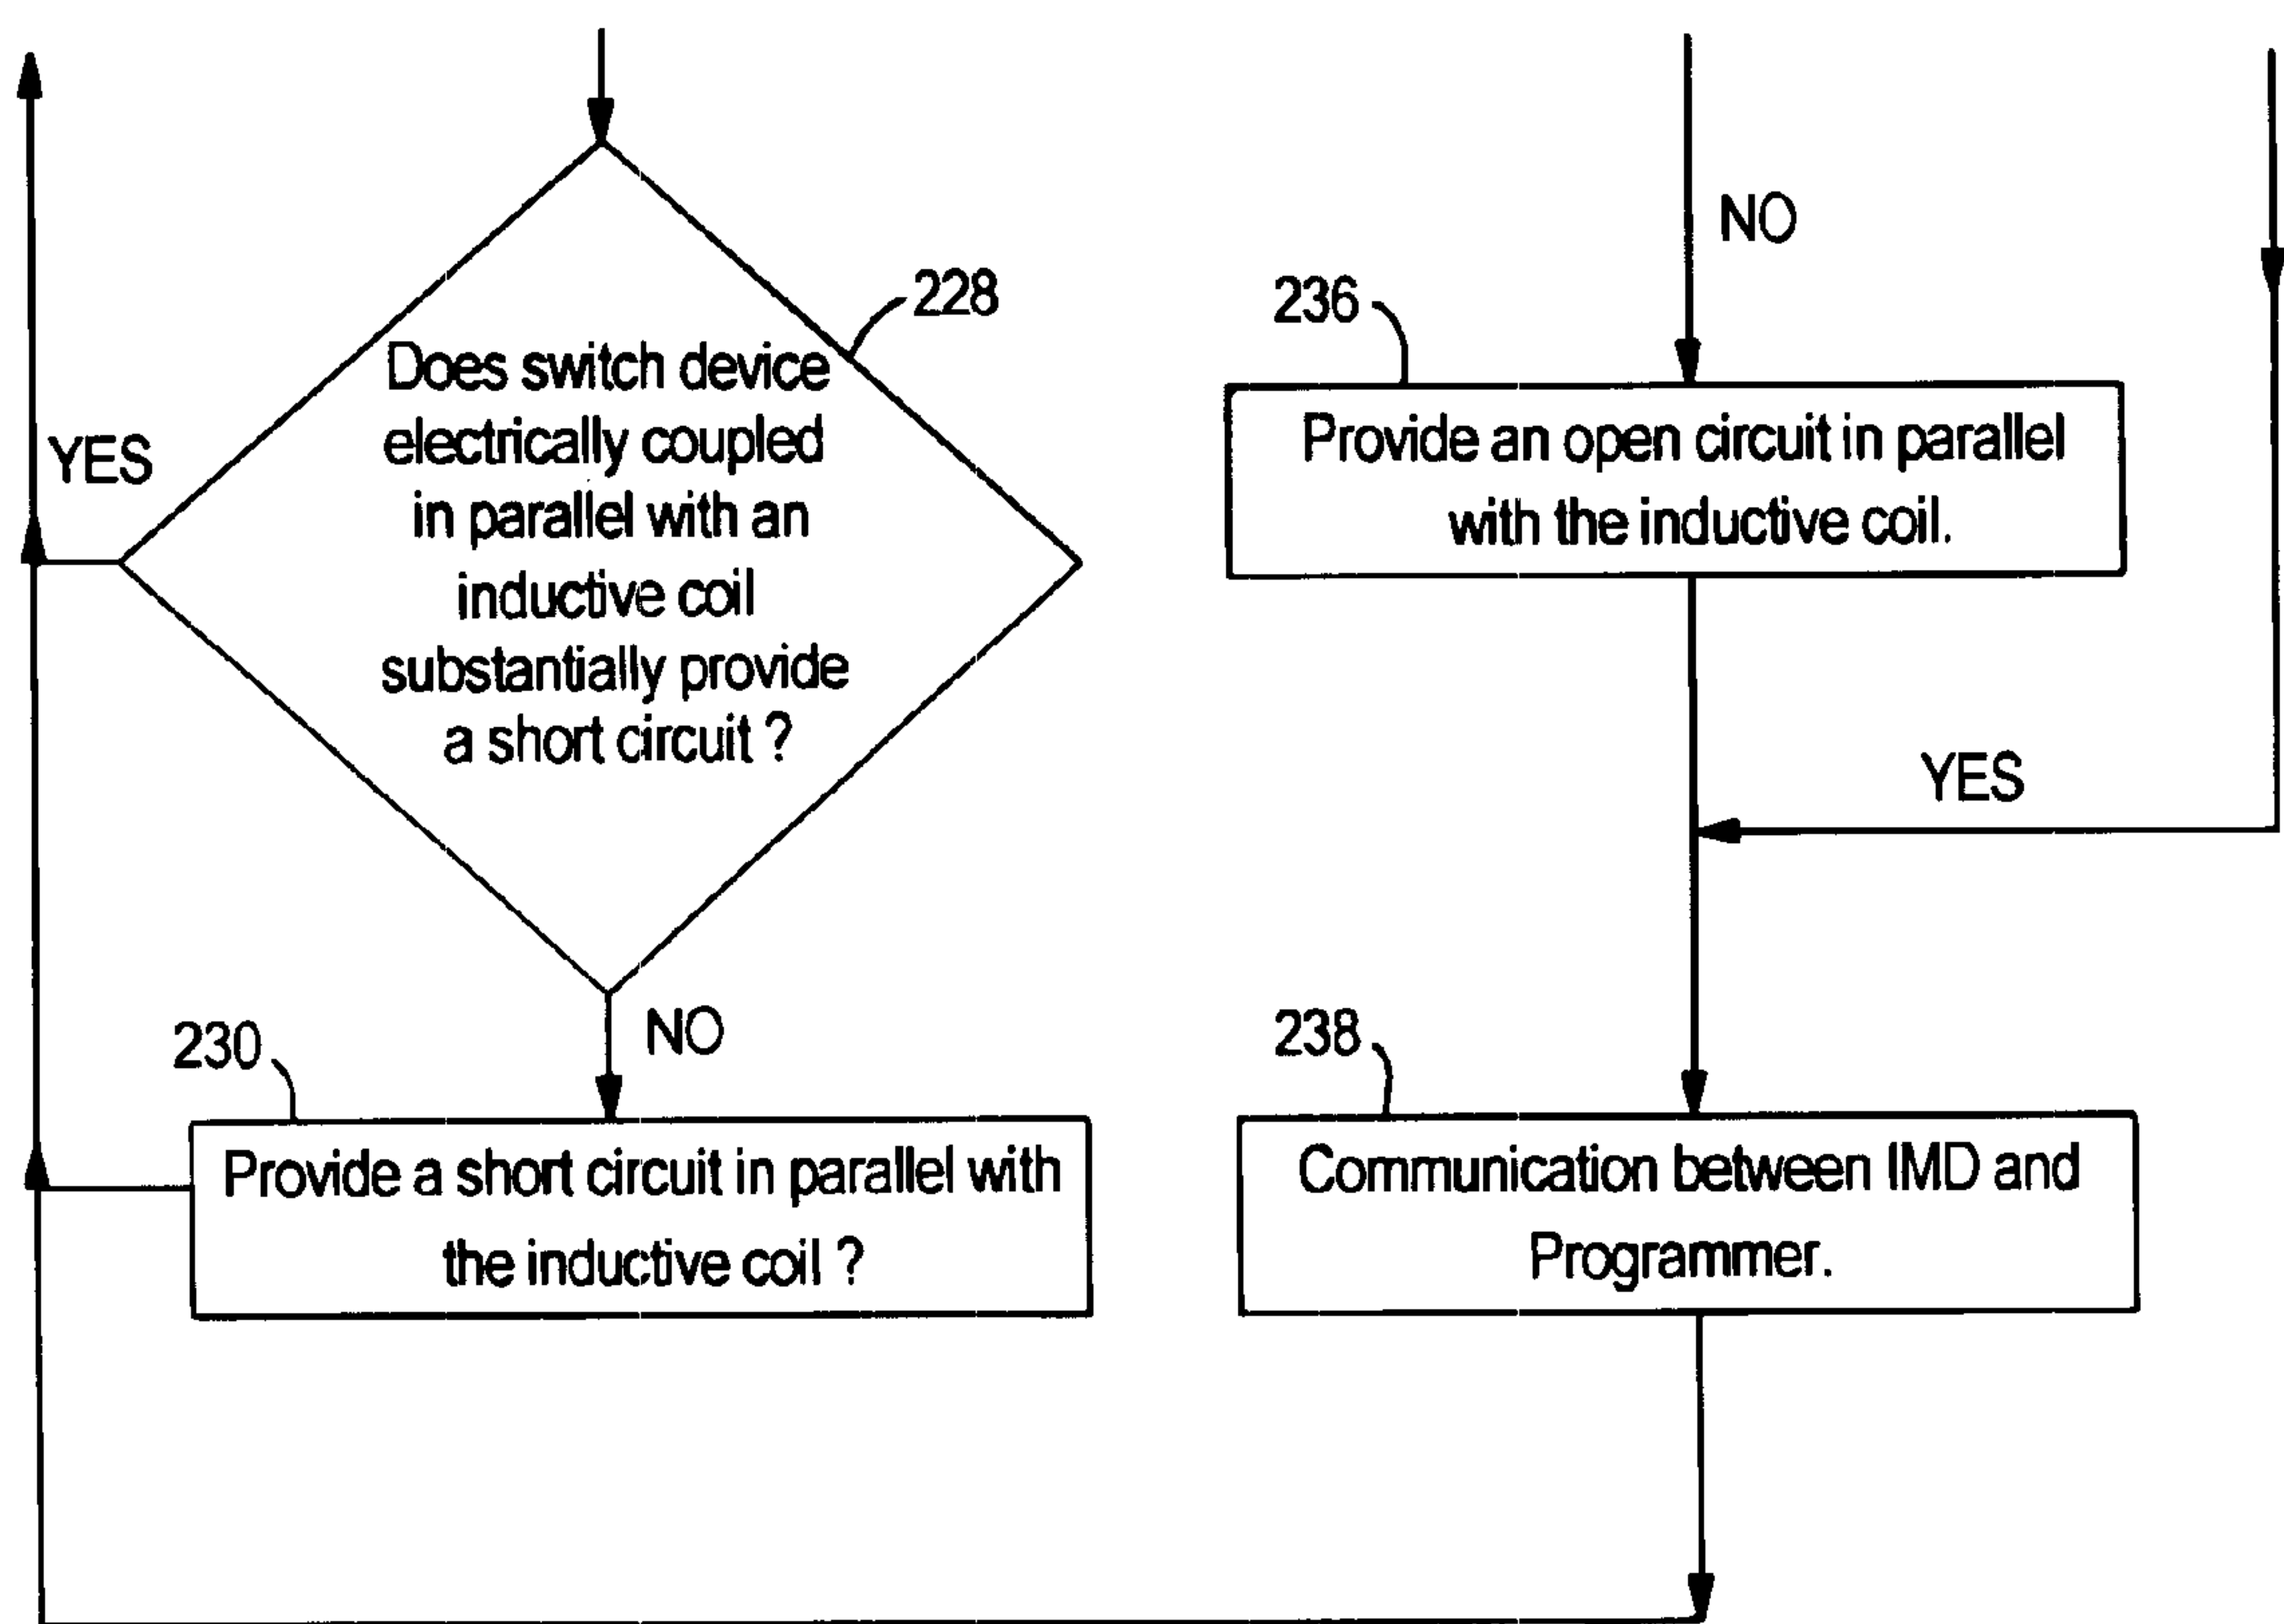 228
Does switch device
electrically coupled
in parallel with an
inductive coil
substantially provide
a short circuit ?
YES
NO
230
Provide a short circuit in parallel with
the inductive coil ?
NO
236
Provide an open circuit in parallel
with the inductive coil.
YES
238
Communication between IMD and
Programmer.